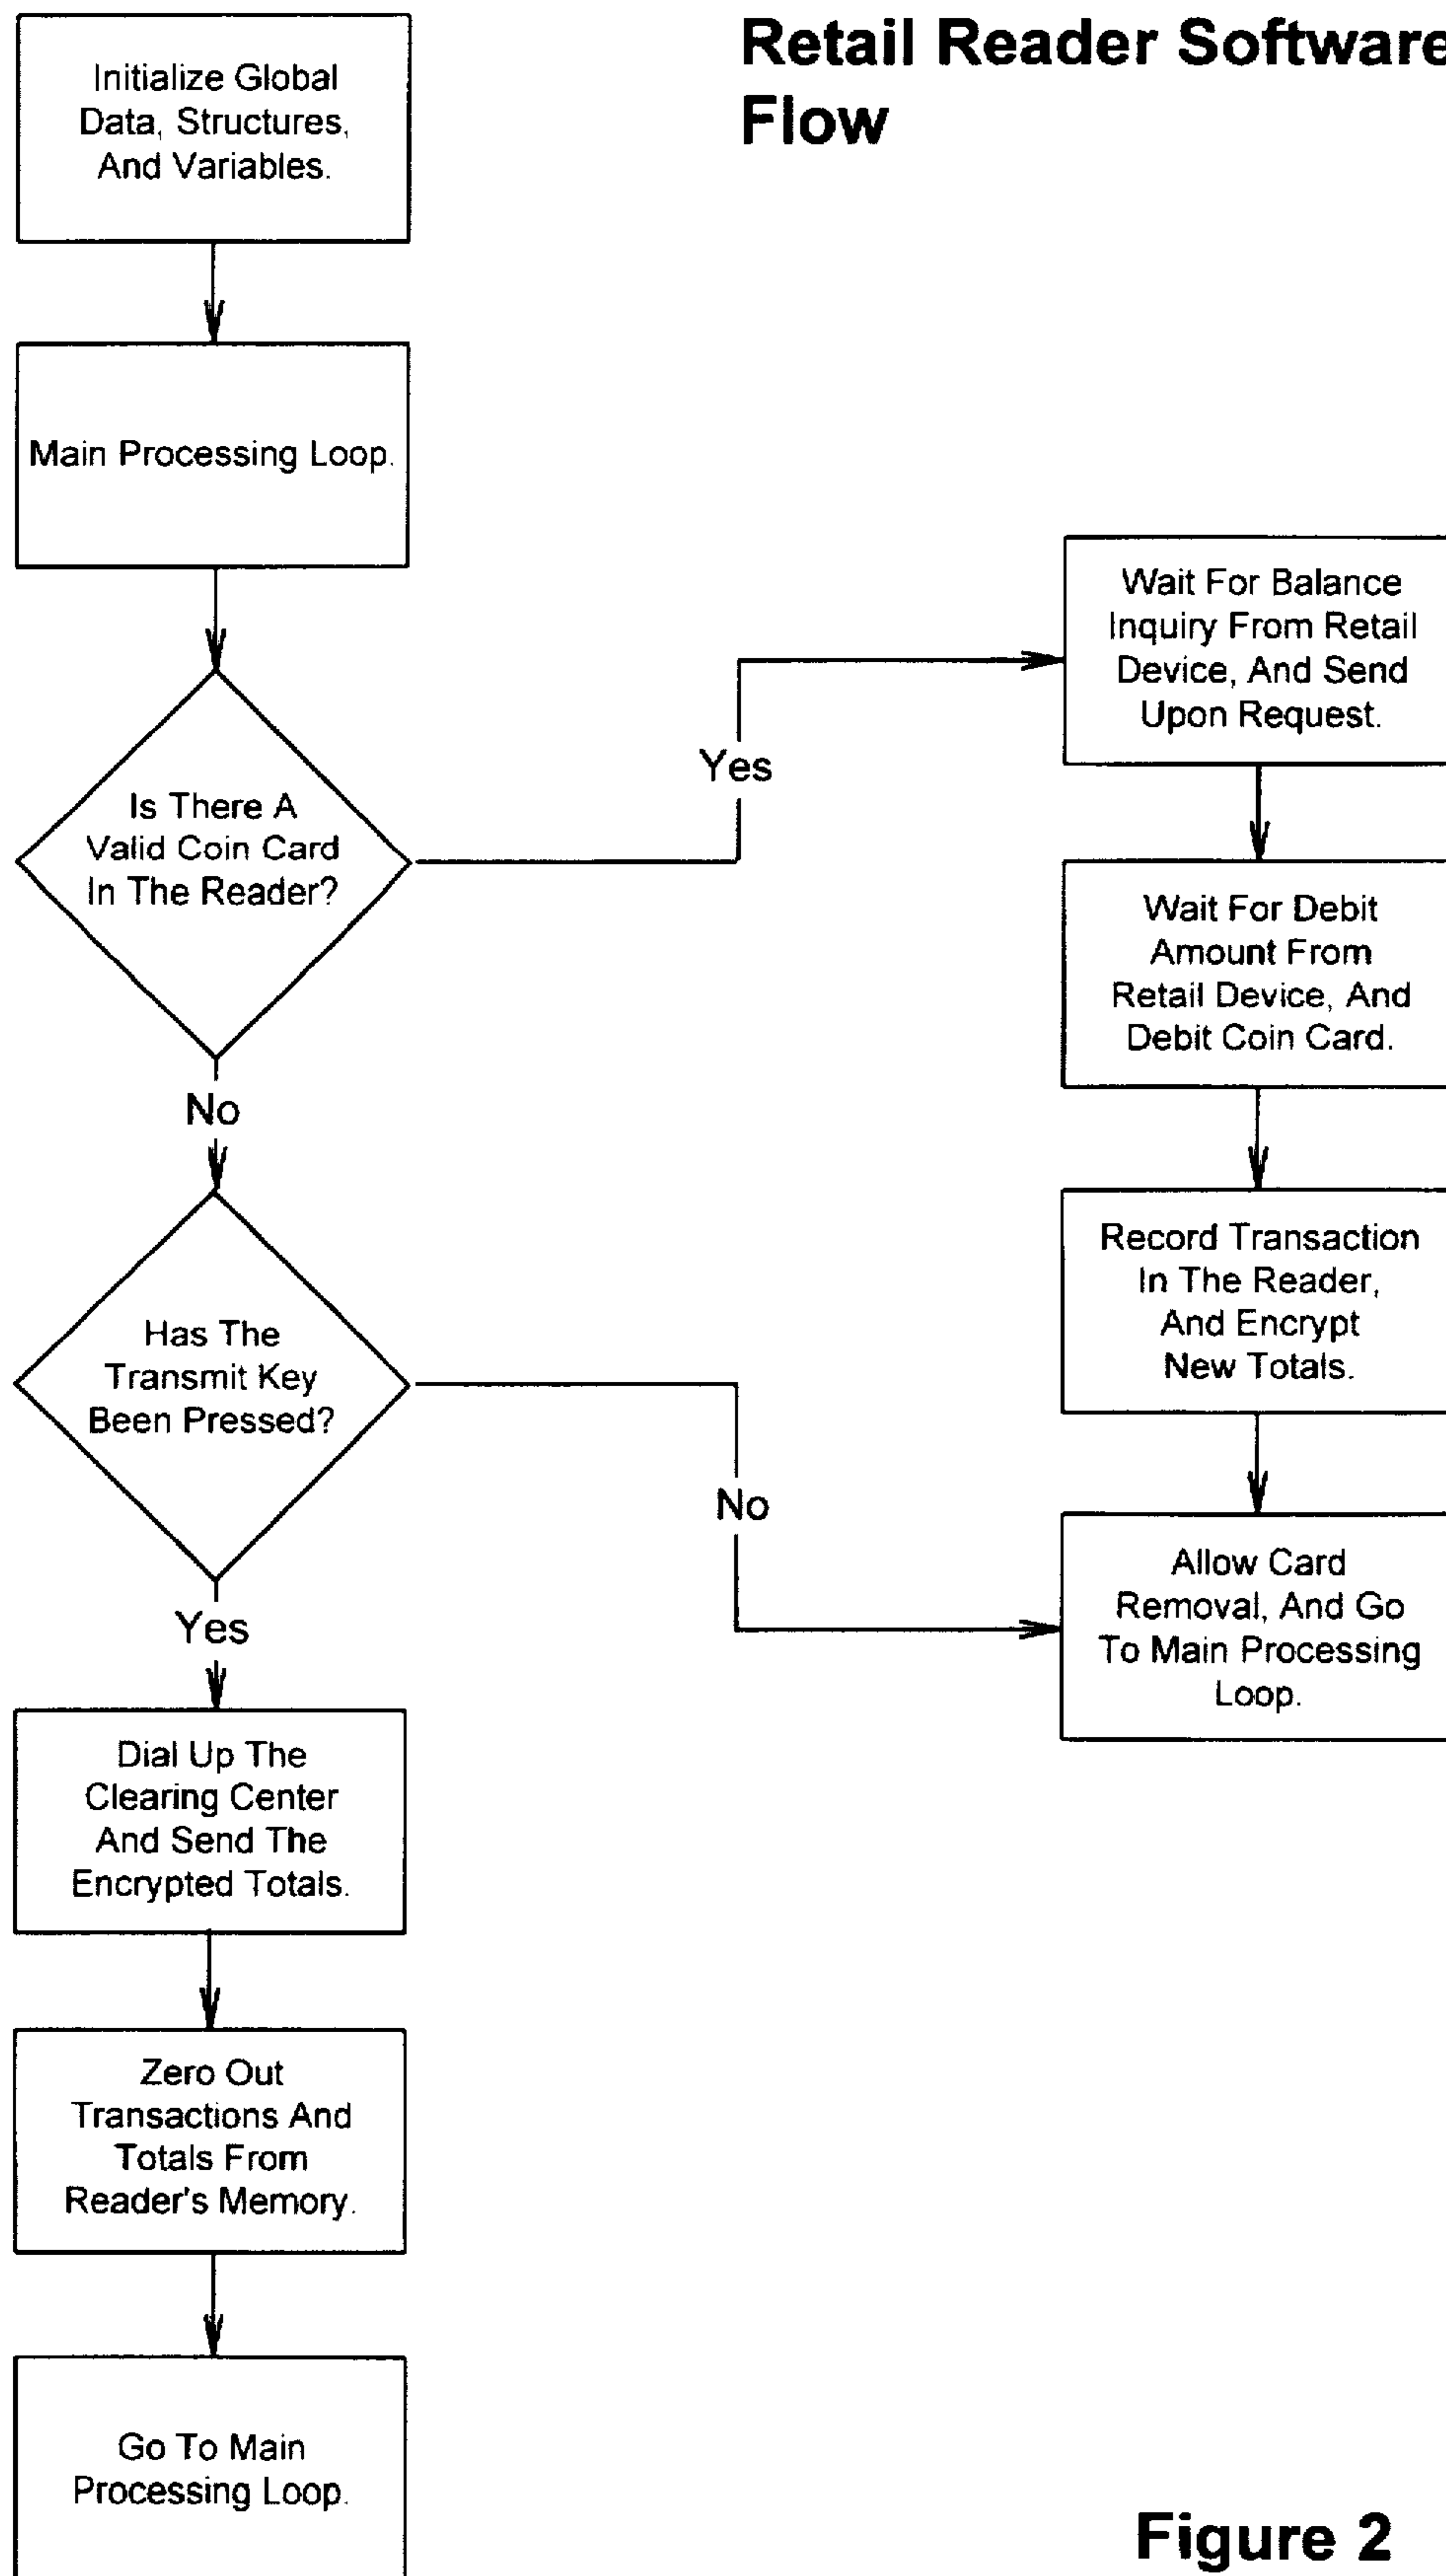 Retail Reader Software
Flow
Initialize Global
Data, Structures,
And Variables.
Main Processing Loop.
Is There A
Valid Coin Card
In The Reader?
Yes
No
Wait For Balance
Inquiry From Retail
Device, And Send
Upon Request.
Wait For Debit
Amount From
Retail Device, And
Debit Coin Card.
Record Transaction
In The Reader,
And Encrypt
New Totals.
Allow Card
Removal, And Go
To Main Processing
Loop.
Has The
Transmit Key
Been Pressed?
No
Yes
Dial Up The
Clearing Center
And Send The
Encrypted Totals.
Zero Out
Transactions And
Totals From
Reader's Memory.
Go To Main
Processing Loop.
Figure 2